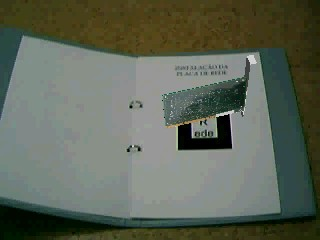 INSTALAÇÃO DA
PLACA DE REDE
R
ede